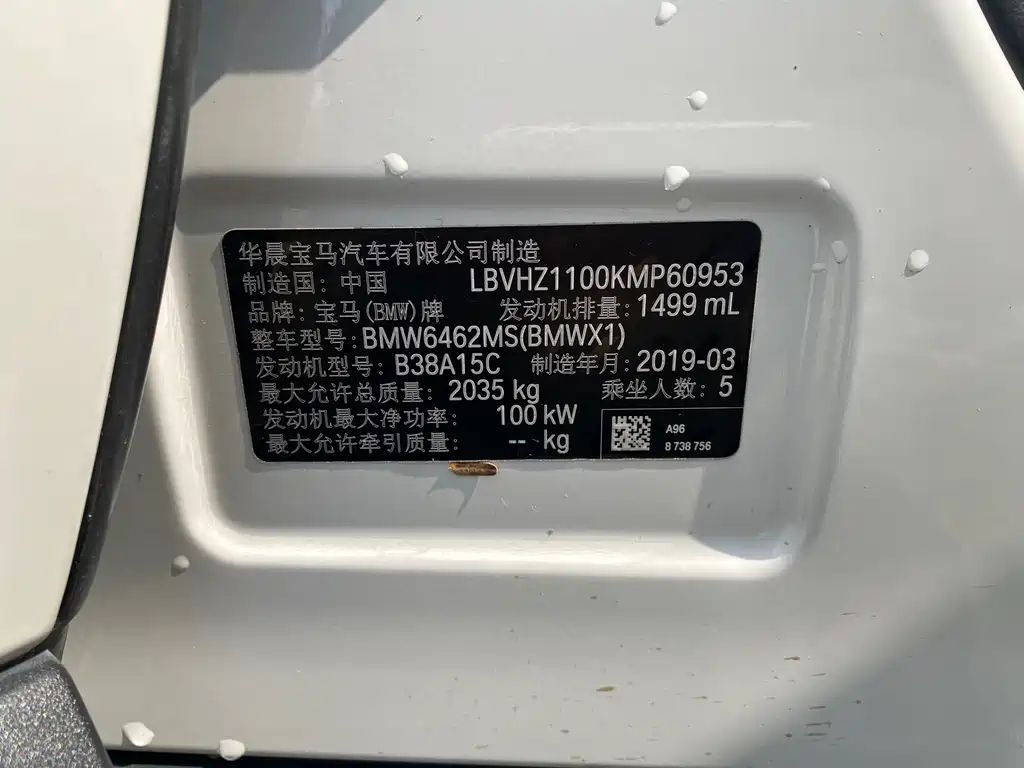 华晨宝马汽车有限公司制造
制造国: 中国 LBVHZ1100KMP60953
品牌: 宝马(BMW)牌 发动机排量: 1499 mL
整车型号: BMW6462MS(BMWX1)
发动机型号: B38A15C 制造年月: 2019-03
最大允许总质量: 2035 kg 乘坐人数: 5
发动机最大净功率: 100 kW
最大允许牵引质量: -- kg
A96
8 738 756